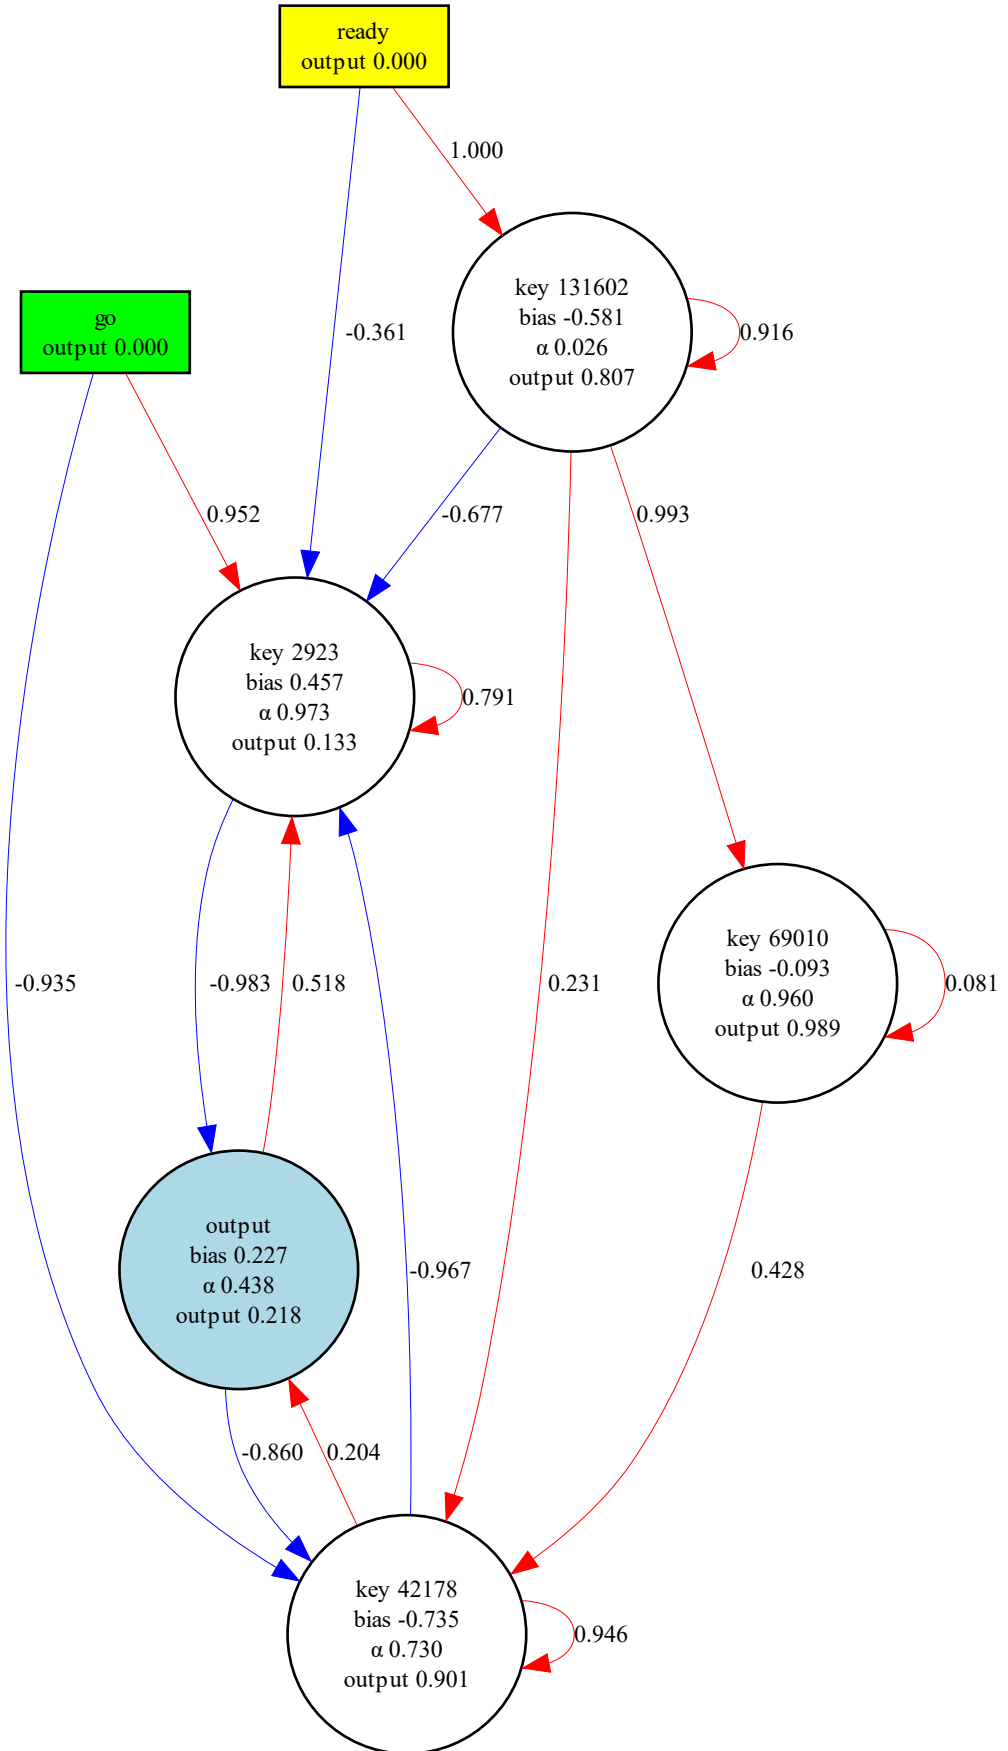 ready
output 0.000
1.000
key 131602
bias -0.581
α 0.026
output 0.807
0.916
go
output 0.000
-0.361
0.952
-0.677
0.993
key 2923
bias 0.457
α 0.973
output 0.133
0.791
key 69010
bias -0.093
α 0.960
output 0.989
0.081
-0.935
-0.983
0.518
0.231
output
bias 0.227
α 0.438
output 0.218
-0.967
0.428
-0.860
0.204
key 42178
bias -0.735
α 0.730
output 0.901
0.946